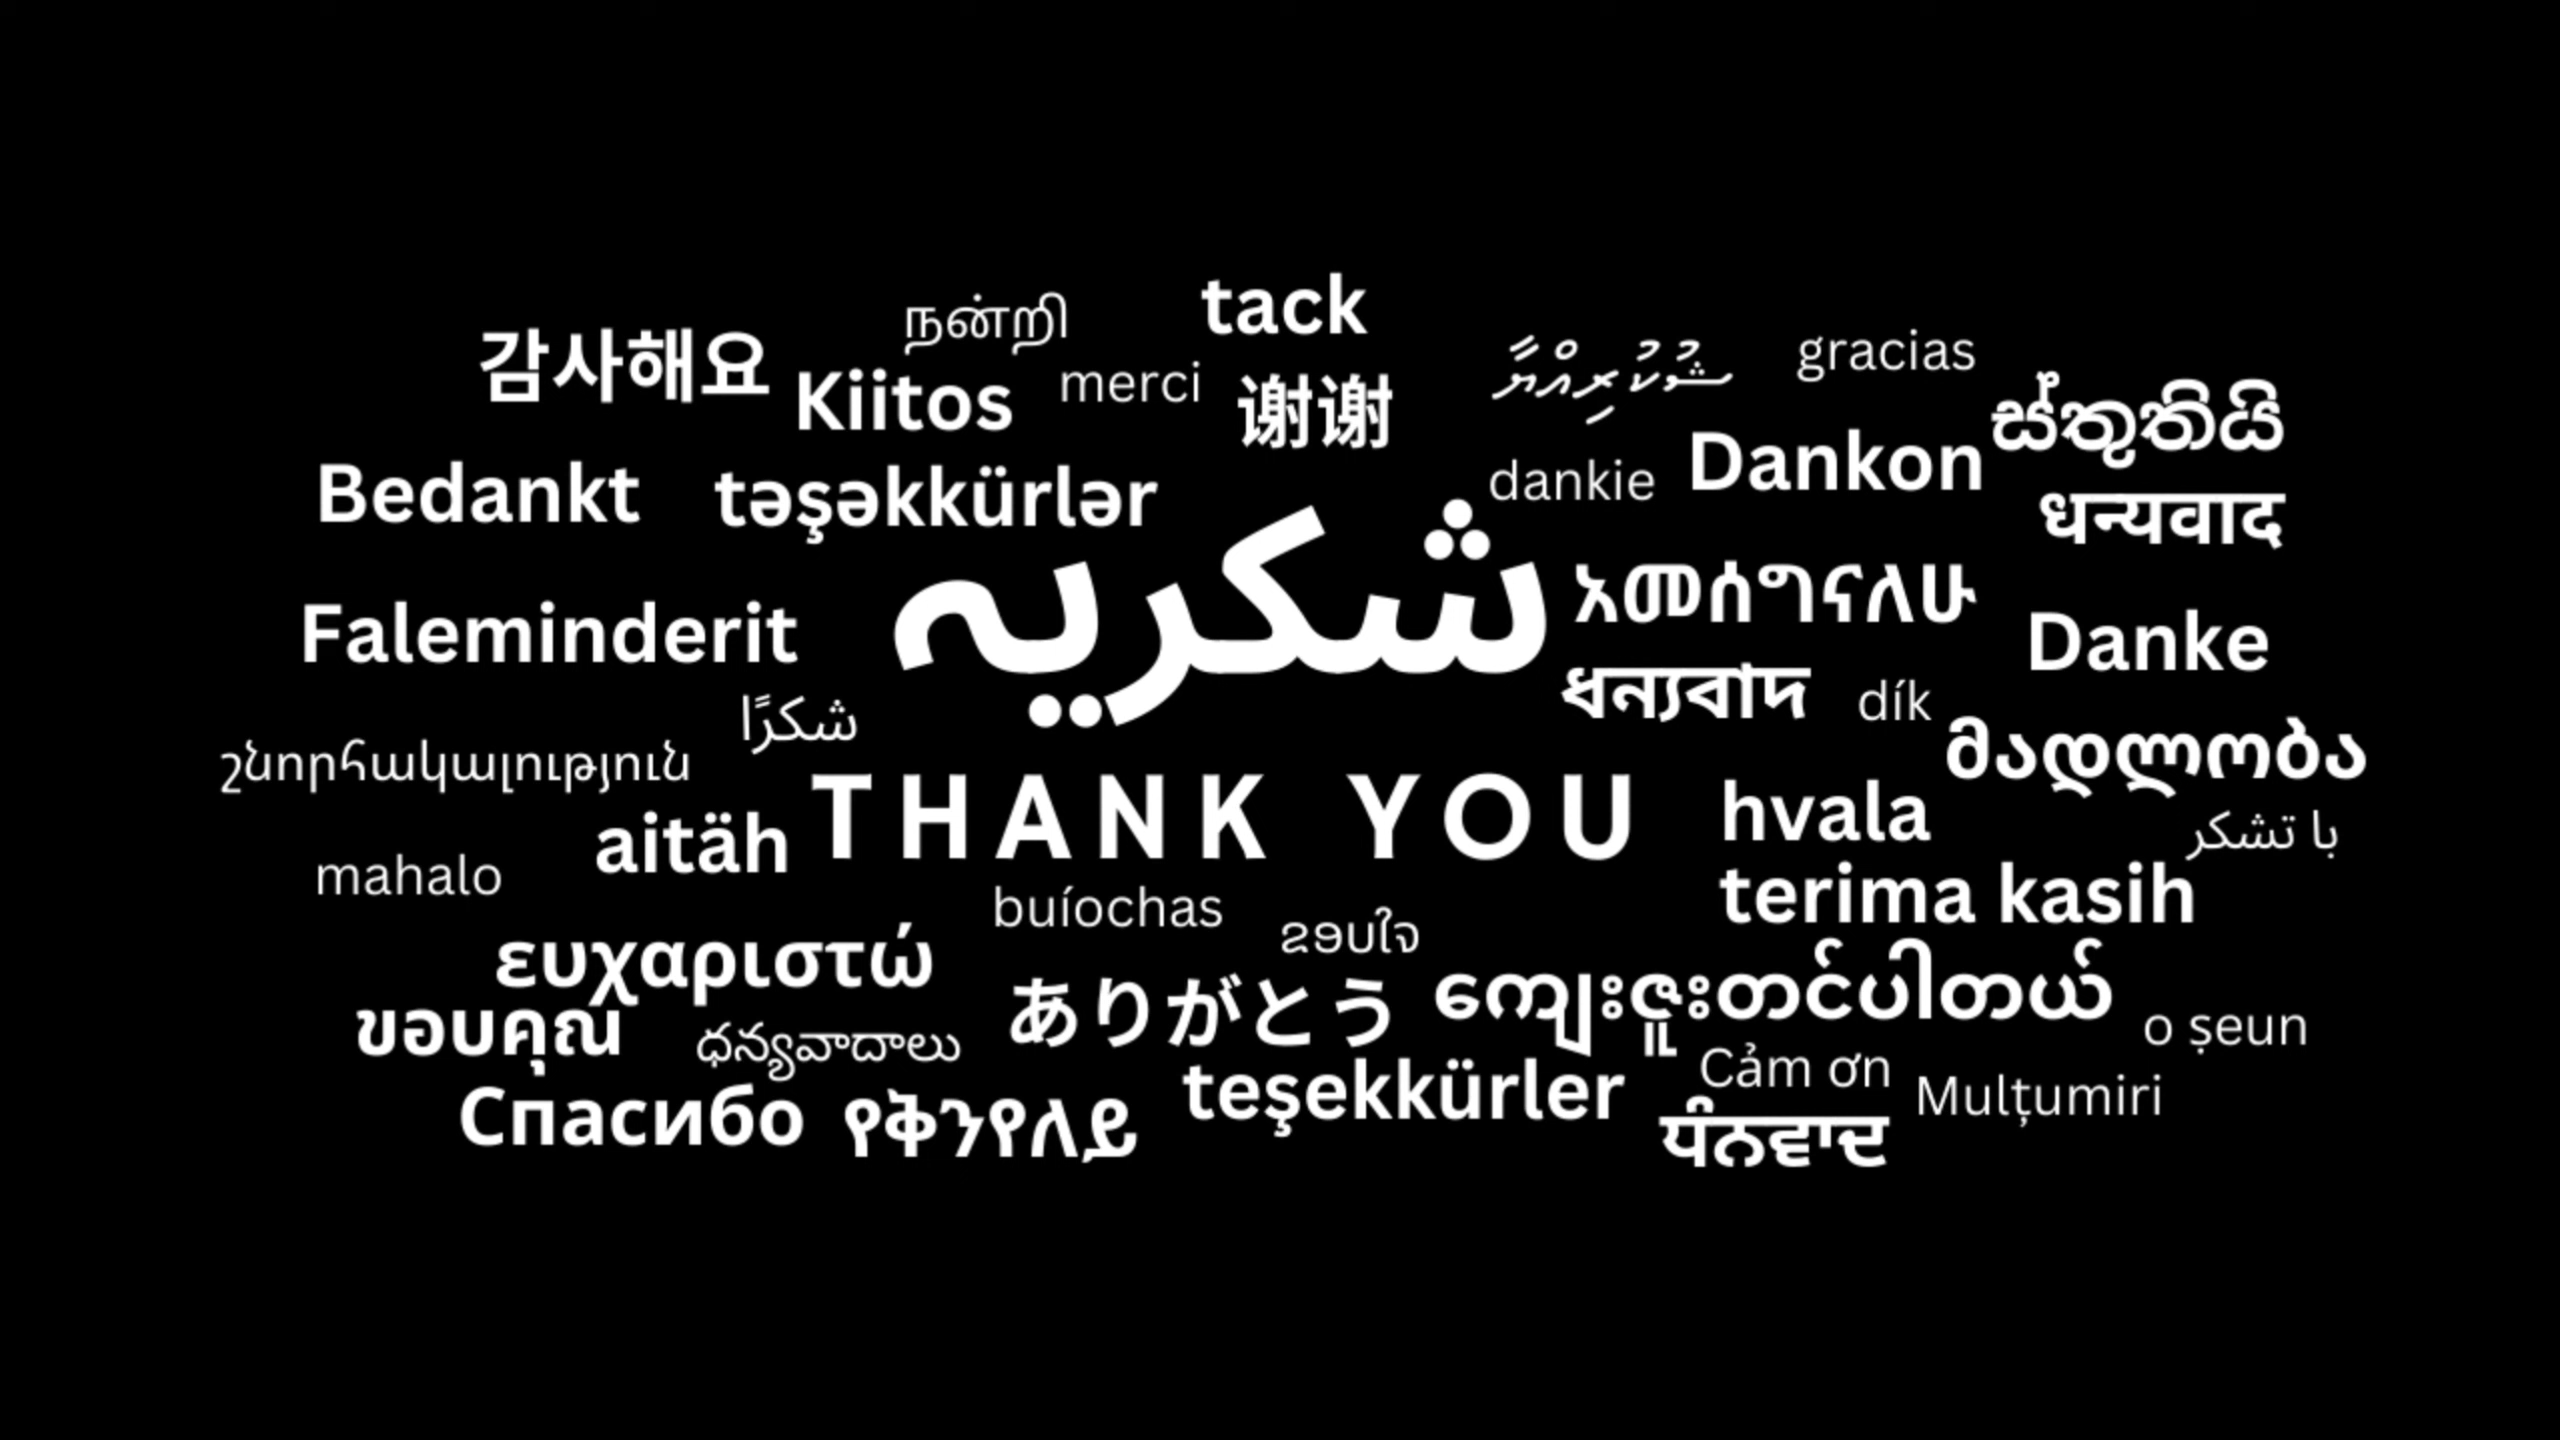 tack
நன்றி
감사해요
Kiitos
merci
谢谢
ޝުކުރިއްޔާ
gracias
ස්තුතියි
Bedankt
təşəkkürlər
dankie
Dankon
धन्यवाद
شکریہ
አመሰግናለሁ
Faleminderit
Danke
ধন্যবাদ
dík
شكرًا
მადლობა
շնորհակալություն
THANK YOU
hvala
با تشکر
aitäh
mahalo
terima kasih
buíochas
ຂອບໃຈ
ευχαριστώ
ကျေးဇူးတင်ပါတယ်
ありがとう
ขอบคุณ
ధన్యవాదాలు
o ṣeun
Cảm ơn
Mulțumiri
Спасибо
የቅንየለይ
teşekkürler
ਧੰਨਵਾਦ